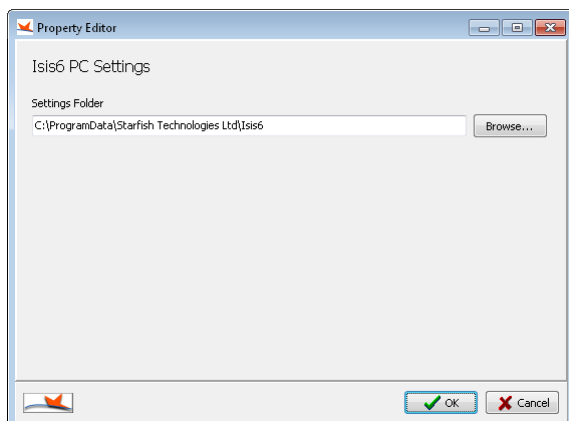 Property Editor
Isis6 PC Settings
Settings Folder
C:\ProgramData\Starfish Technologies Ltd\Isis6
Browse...
OK
Cancel